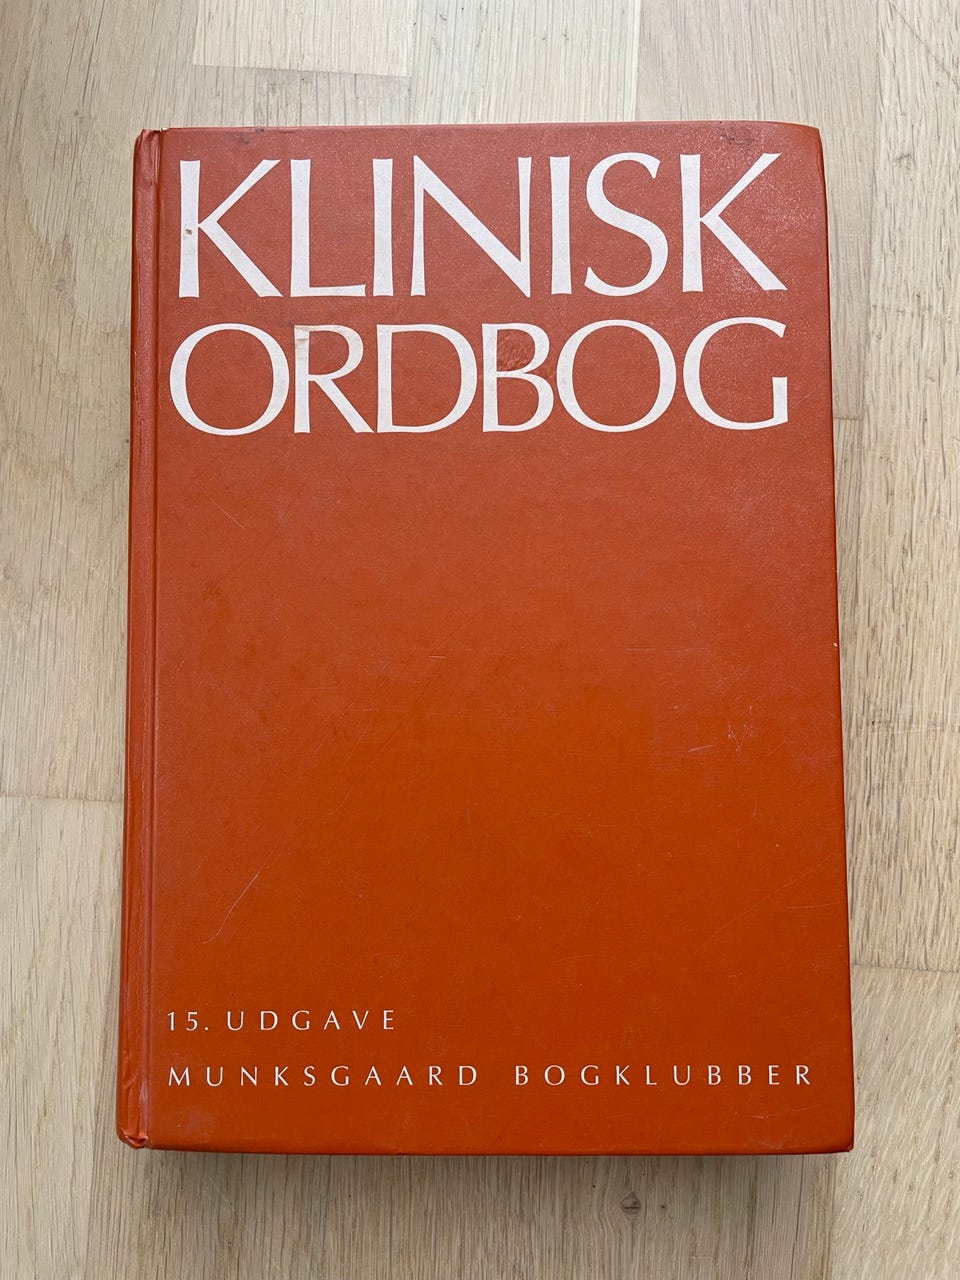 KLINISK
ORDBOG
15. UDGAVE
MUNKSGAARD BOGKLUBBER